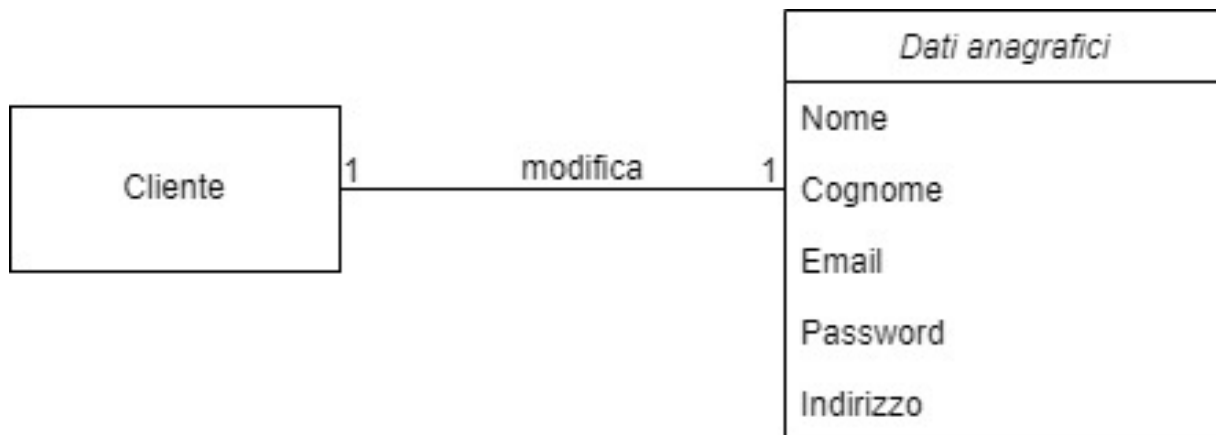 Dati anagrafici
Cliente
1
modifica
1
Nome
Cognome
Email
Password
Indirizzo